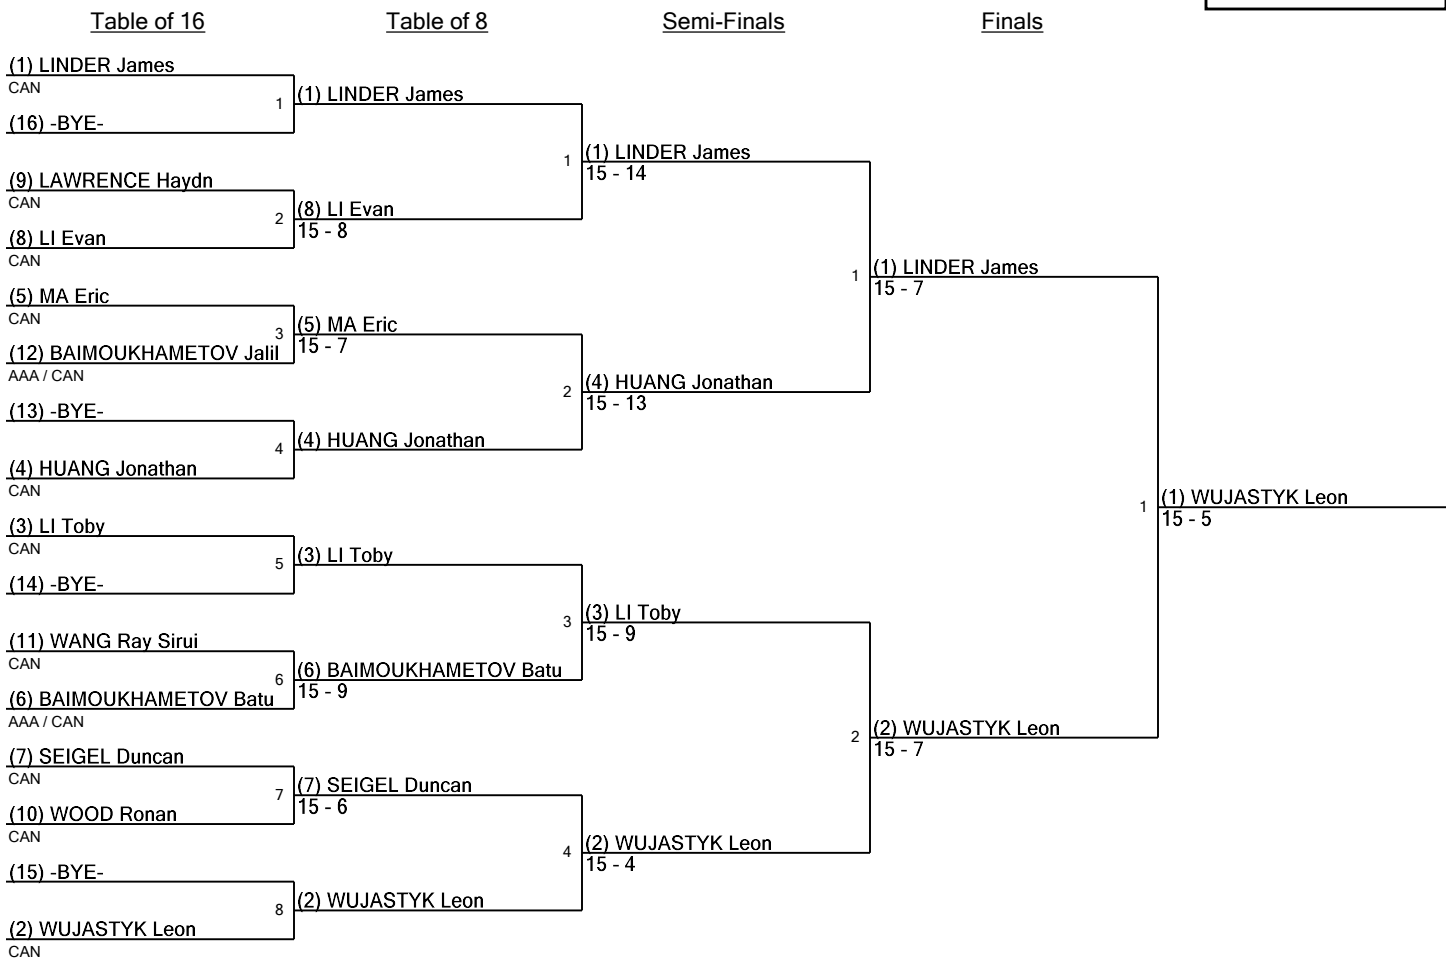 Table of 16
Table of 8
Semi-Finals
Finals
(1) LINDER James
CAN
1
(16) -BYE-
(1) LINDER James
(9) LAWRENCE Haydn
CAN
2
(8) LI Evan
CAN
(8) LI Evan
15 - 8
1
(1) LINDER James
15 - 14
(5) MA Eric
CAN
3
(12) BAIMOUKHAMETOV Jalil
AAA / CAN
(5) MA Eric
15 - 7
(13) -BYE-
4
(4) HUANG Jonathan
CAN
(4) HUANG Jonathan
2
(4) HUANG Jonathan
15 - 13
1
(1) LINDER James
15 - 7
(3) LI Toby
CAN
5
(14) -BYE-
(3) LI Toby
(11) WANG Ray Sirui
CAN
6
(6) BAIMOUKHAMETOV Batu
AAA / CAN
(6) BAIMOUKHAMETOV Batu
15 - 9
3
(3) LI Toby
15 - 9
(7) SEIGEL Duncan
CAN
7
(10) WOOD Ronan
CAN
(7) SEIGEL Duncan
15 - 6
(15) -BYE-
8
(2) WUJASTYK Leon
CAN
(2) WUJASTYK Leon
4
(2) WUJASTYK Leon
15 - 4
2
(2) WUJASTYK Leon
15 - 7
1
(1) WUJASTYK Leon
15 - 5